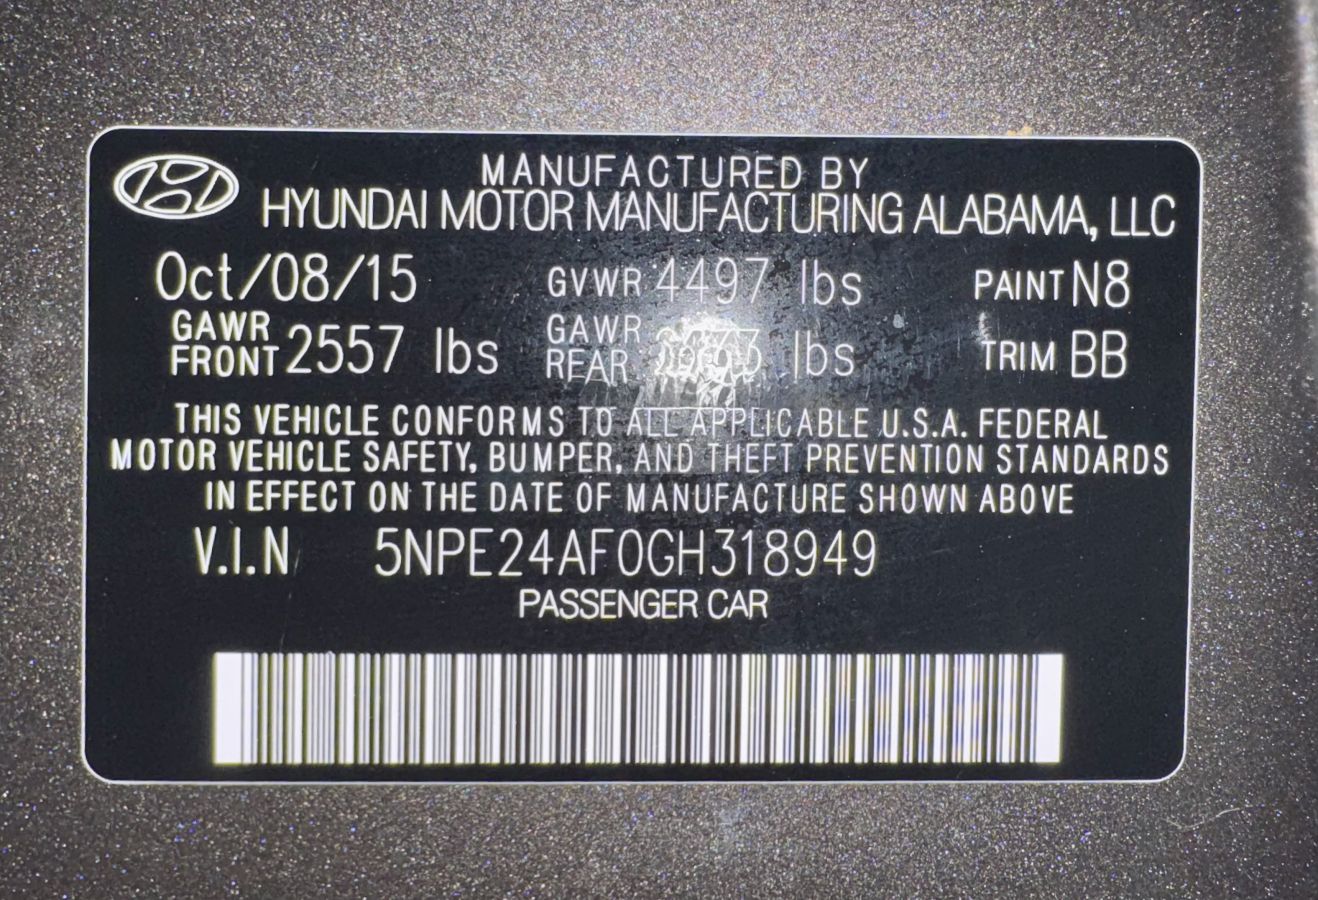 MANUFACTURED BY
HYUNDAI MOTOR MANUFACTURING ALABAMA, LLC
Oct/08/15 GVWR 4497 lbs PAINT N8
GAWR FRONT 2557 lbs GAWR REAR lbs TRIM BB
THIS VEHICLE CONFORMS TO ALL APPLICABLE U.S.A. FEDERAL
MOTOR VEHICLE SAFETY, BUMPER, AND THEFT PREVENTION STANDARDS
IN EFFECT ON THE DATE OF MANUFACTURE SHOWN ABOVE
V.I.N 5NPE24AF0GH318949
PASSENGER CAR